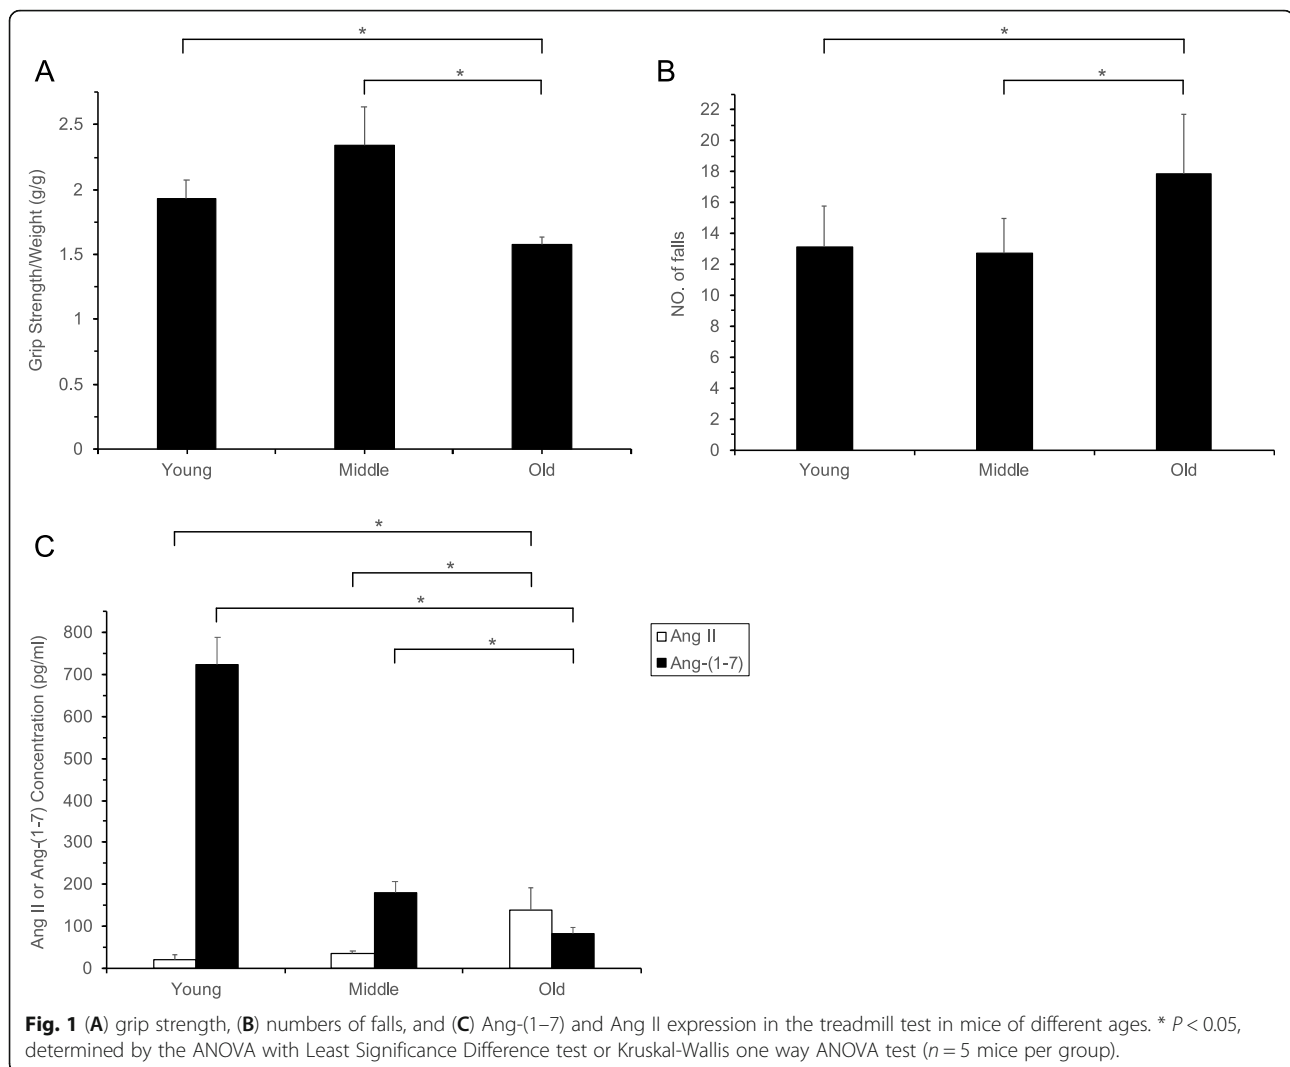 A
*
*
Grip Strength/Weight (g/g)
2.5
2
1.5
1
0.5
0
Young Middle Old
B
*
*
NO. of falls
22
20
18
16
14
12
10
8
6
4
2
0
Young Middle Old
C
*
*
*
*
Ang II or Ang-(1-7) Concentration (pg/ml)
800
700
600
500
400
300
200
100
0
Young Middle Old
Ang II
Ang-(1-7)
Fig. 1 (A) grip strength, (B) numbers of falls, and (C) Ang-(1–7) and Ang II expression in the treadmill test in mice of different ages. * P < 0.05,
determined by the ANOVA with Least Significance Difference test or Kruskal-Wallis one way ANOVA test (n = 5 mice per group).